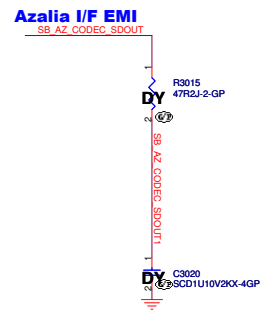 Azalia I/F EMI
SB_AZ_CODEC_SDOUT
1
R3015
47R2J-2-GP
DY
2
SB_AZ_CODEC_SDOUT1
1
C3020
SCD1U10V2KX-4GP
DY
2